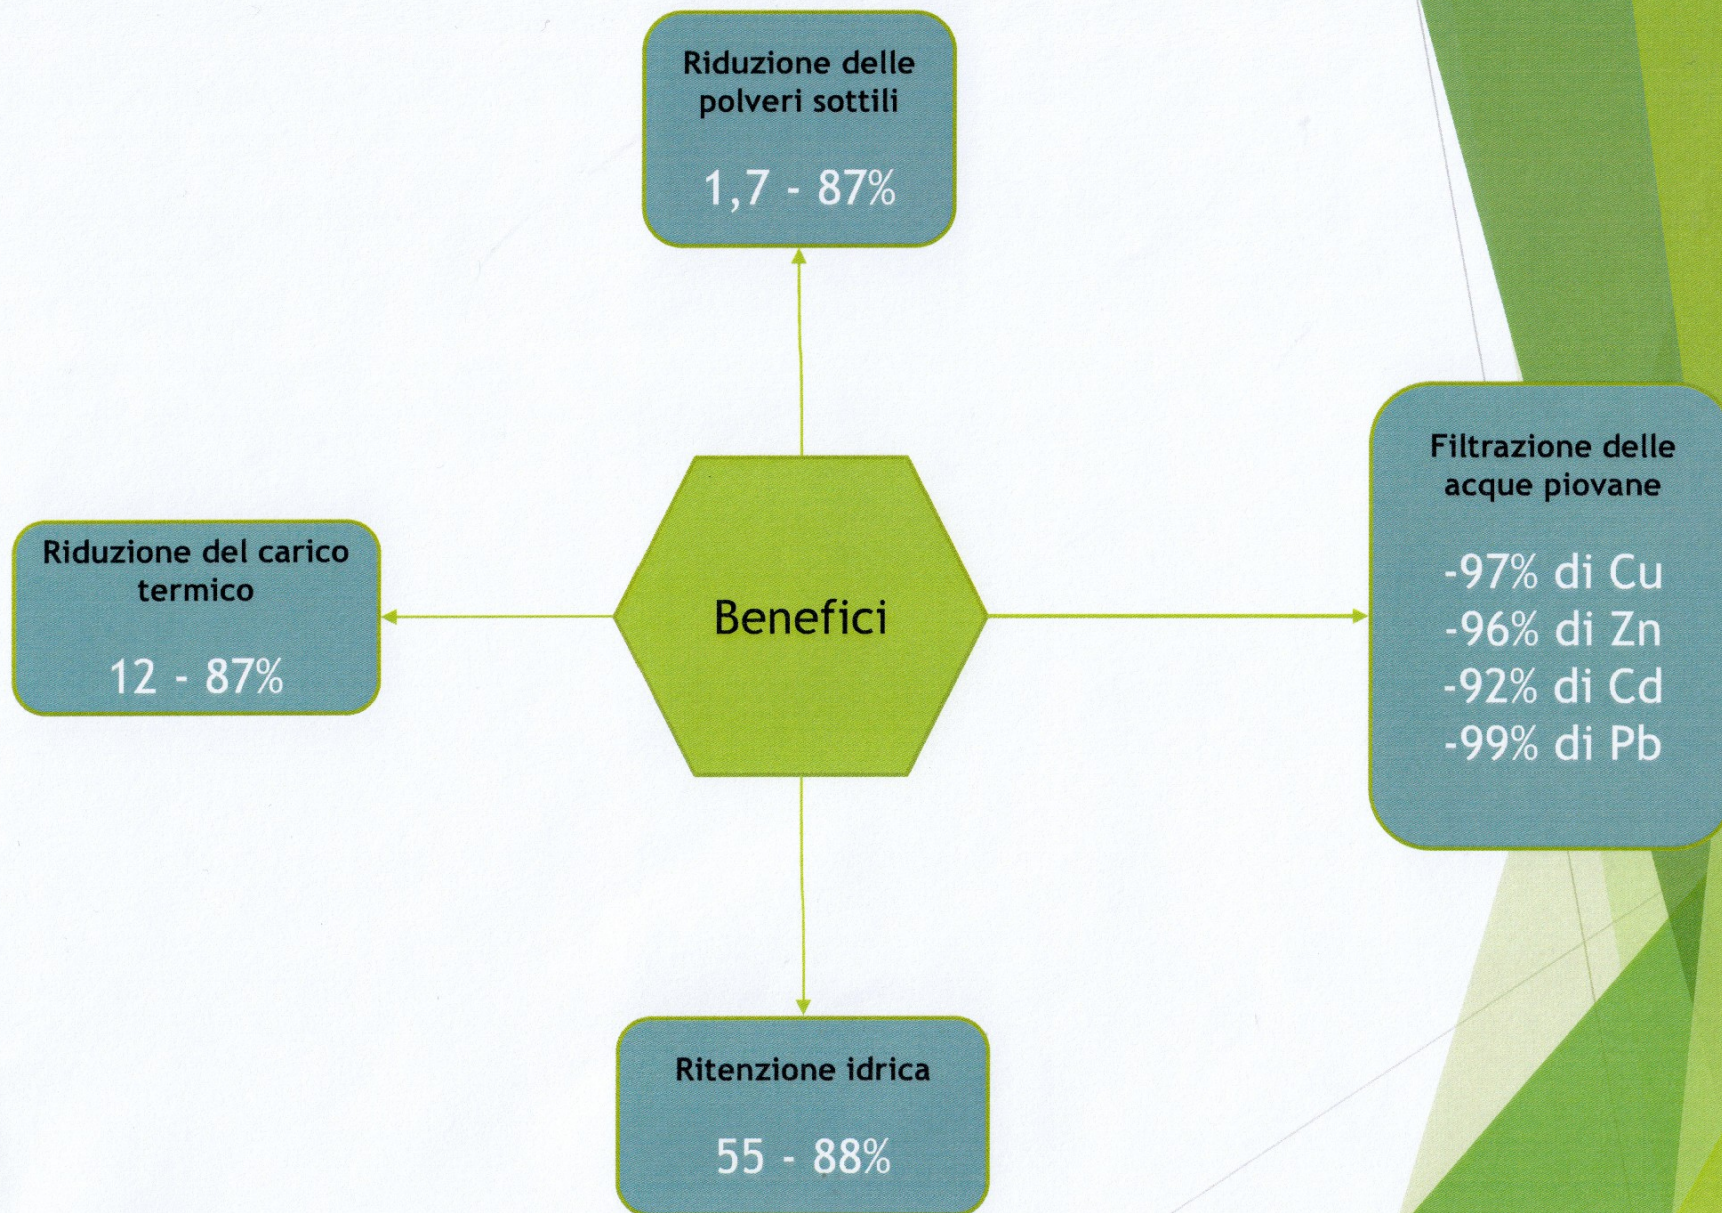 Riduzione delle
polveri sottili
1,7 - 87%
Filtrazione delle
acque piovane
-97% di Cu
-96% di Zn
-92% di Cd
-99% di Pb
Riduzione del carico
termico
12 - 87%
Benefici
Ritenzione idrica
55 - 88%